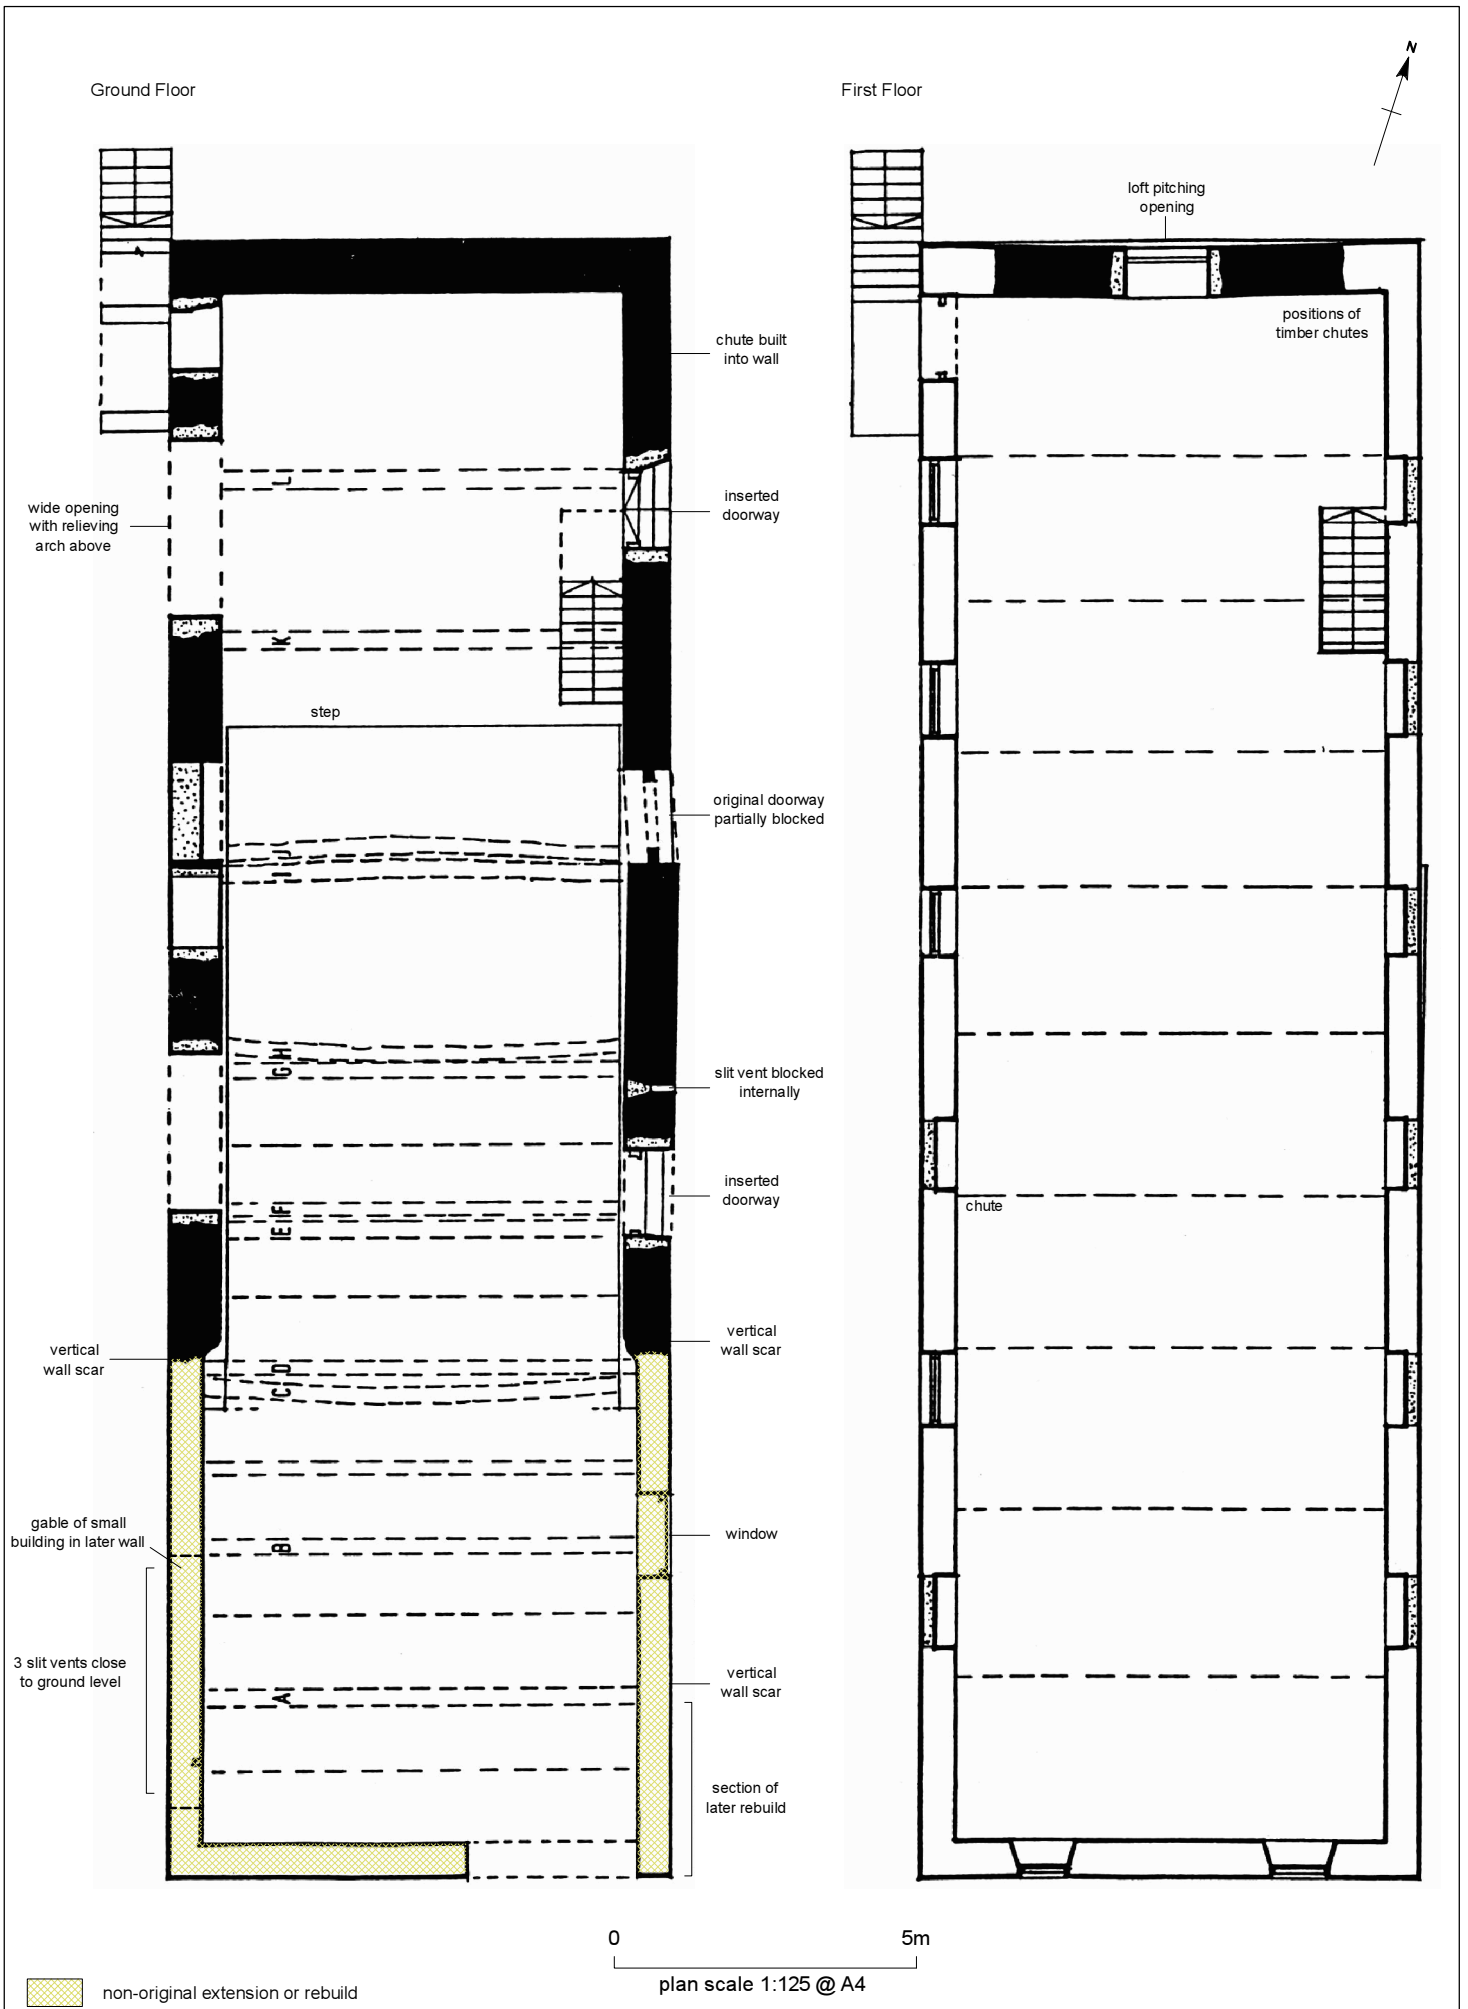 N
Ground Floor
First Floor
loft pitching
opening
positions of
timber chutes
chute built
into wall
wide opening
with relieving
arch above
L
inserted
doorway
K
step
original doorway
partially blocked
J
I
H
G
slit vent blocked
internally
F
E
inserted
doorway
chute
vertical
wall scar
vertical
wall scar
D
C
gable of small
building in later wall
B
window
3 slit vents close
to ground level
A
vertical
wall scar
section of
later rebuild
0 5m
plan scale 1:125 @ A4
non-original extension or rebuild